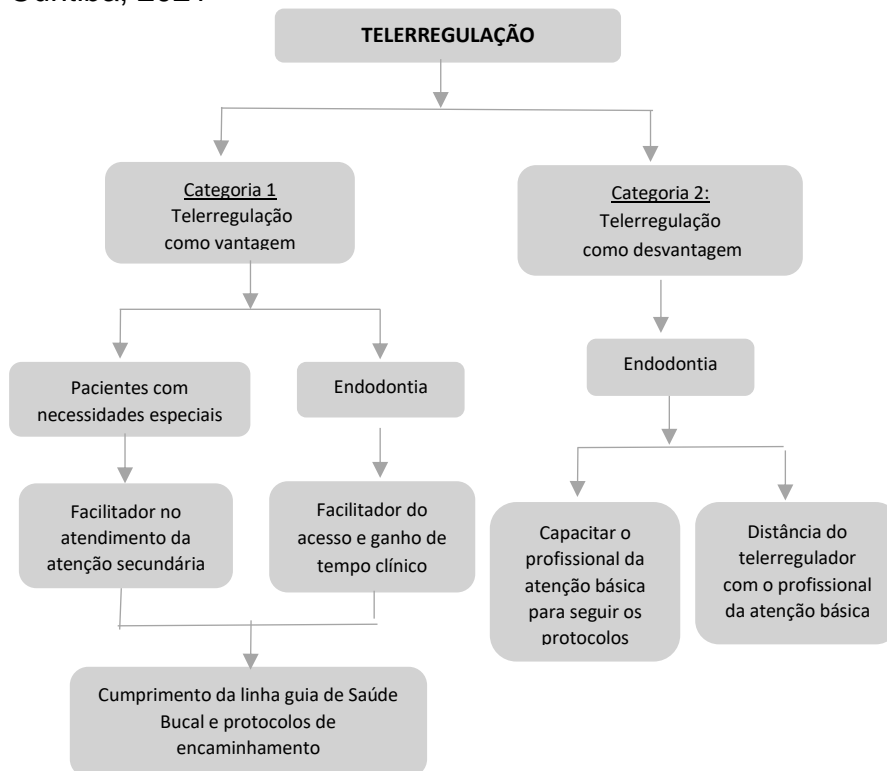 TELERREGULAÇÃO
Categoria 1
Telerregulação
como vantagem
Categoria 2:
Telerregulação
como desvantagem
Pacientes com
necessidades especiais
Endodontia
Endodontia
Facilitador no
atendimento da
atenção secundária
Facilitador do
acesso e ganho de
tempo clínico
Capacitar o
profissional da
atenção básica
para seguir os
protocolos
Distância do
telerregulador
com o profissional
da atenção básica
Cumprimento da linha guia de Saúde
Bucal e protocolos de
encaminhamento